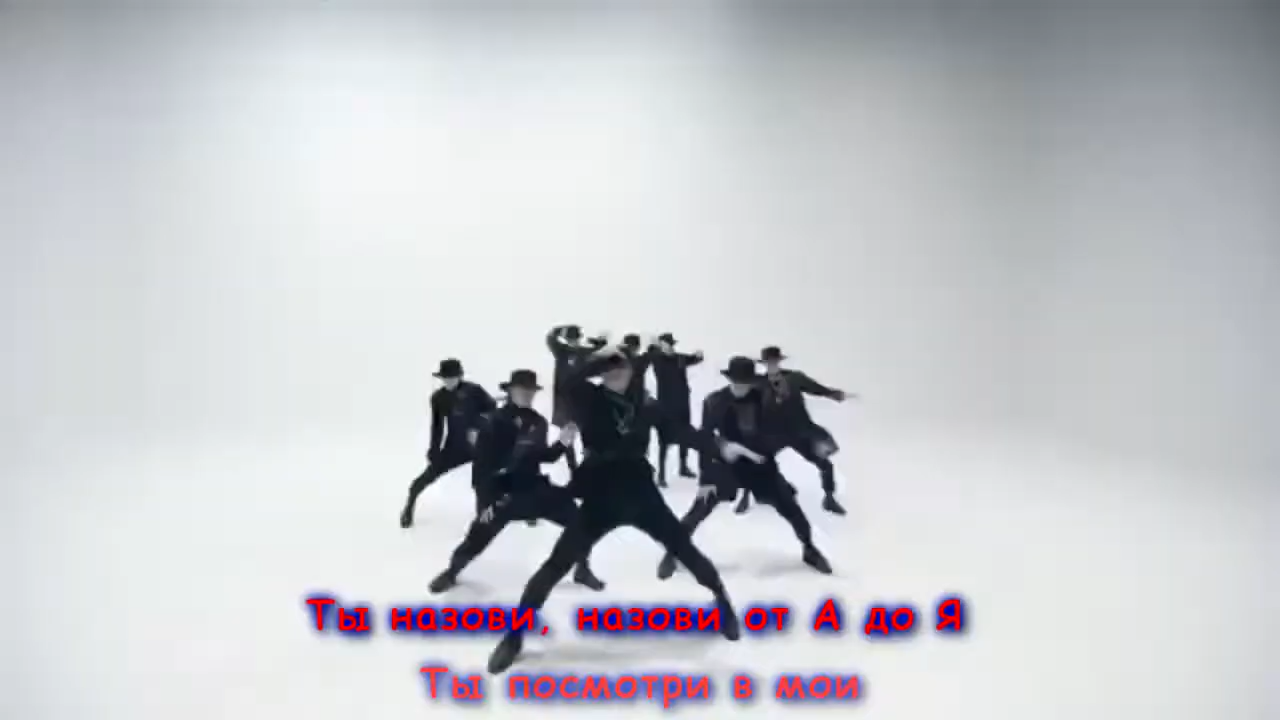 Ты назови, назови от А до Я
Ты посмотри в мои